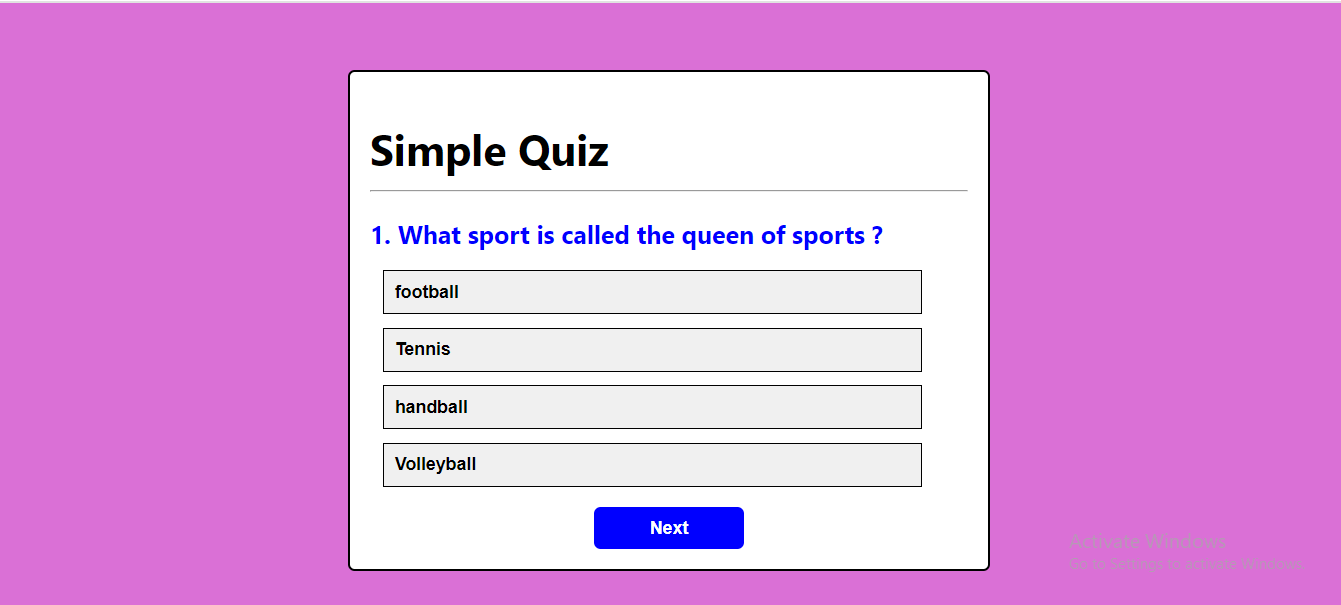 Simple Quiz
1. What sport is called the queen of sports ?
football
Tennis
handball
Volleyball
Next
Activate Windows
Go to Settings to activate Windows.